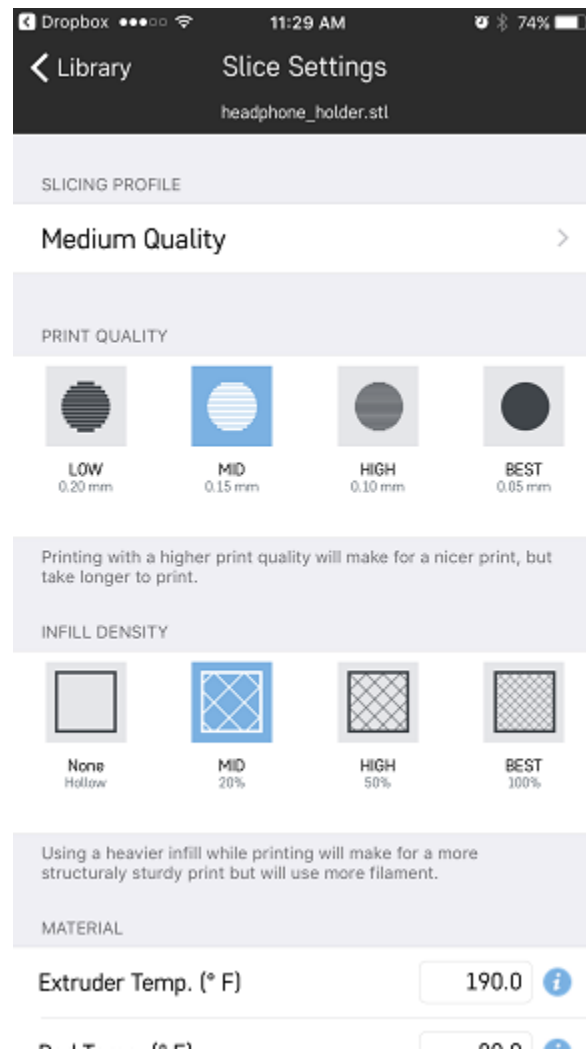 Dropbox 11:29 AM 74%
Library Slice Settings
headphone_holder.stl
SLICING PROFILE
Medium Quality
PRINT QUALITY
LOW MID HIGH BEST
0.20 mm 0.15 mm 0.10 mm 0.05 mm
Printing with a higher print quality will make for a nicer print, but
take longer to print.
INFILL DENSITY
None MID HIGH BEST
Hollow 20% 50% 100%
Using a heavier infill while printing will make for a more
structuraly sturdy print but will use more filament.
MATERIAL
Extruder Temp. (° F) 190.0 i